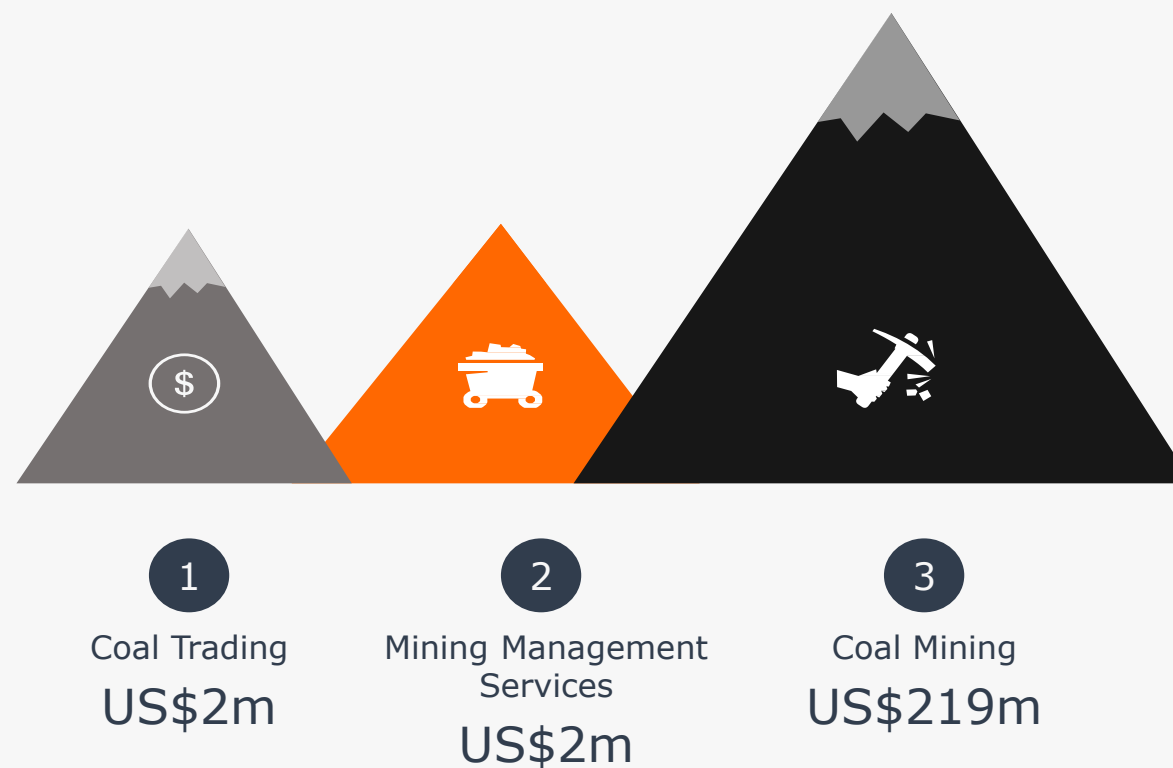 $
1
Coal Trading
US$2m
2
Mining Management
Services
US$2m
3
Coal Mining
US$219m